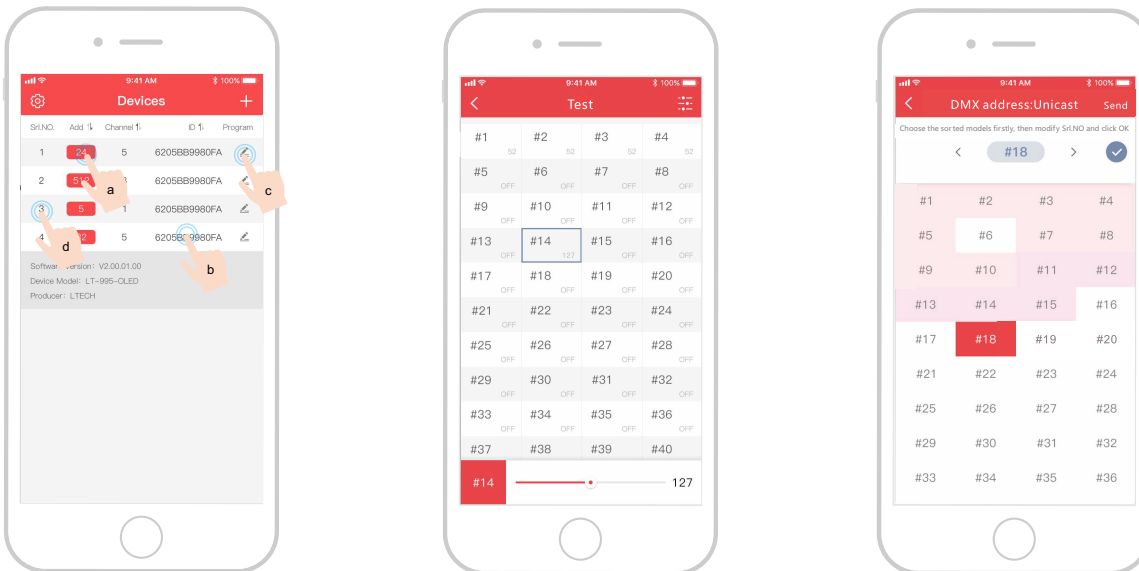 9:41 AM 100%
Devices
Srl.NO. Add Channel ID Program
1 24 5 6205BB9980FA
a
c
2 6205BB9980FA
3 5 1 6205BB9980FA
d
4 5 6205BB9980FA
b
Version: V2.00.01.00
Device Model: LT-995-OLED
Producer: LTECH
9:41 AM 100%
Test
#1 52 #2 52 #3 52 #4 52
#5 OFF #6 OFF #7 OFF #8 OFF
#9 OFF #10 OFF #11 OFF #12 OFF
#13 OFF #14 127 #15 OFF #16 OFF
#17 OFF #18 OFF #19 OFF #20 OFF
#21 OFF #22 OFF #23 OFF #24 OFF
#25 OFF #26 OFF #27 OFF #28 OFF
#29 OFF #30 OFF #31 OFF #32 OFF
#33 OFF #34 OFF #35 OFF #36 OFF
#37 #38 #39 #40
#14 127
9:41 AM 100%
DMX address:Unicast Send
Choose the sorted models firstly, then modify Srl.NO and click OK
#18
#1 #2 #3 #4
#5 #6 #7 #8
#9 #10 #11 #12
#13 #14 #15 #16
#17 #18 #19 #20
#21 #22 #23 #24
#25 #26 #27 #28
#29 #30 #31 #32
#33 #34 #35 #36